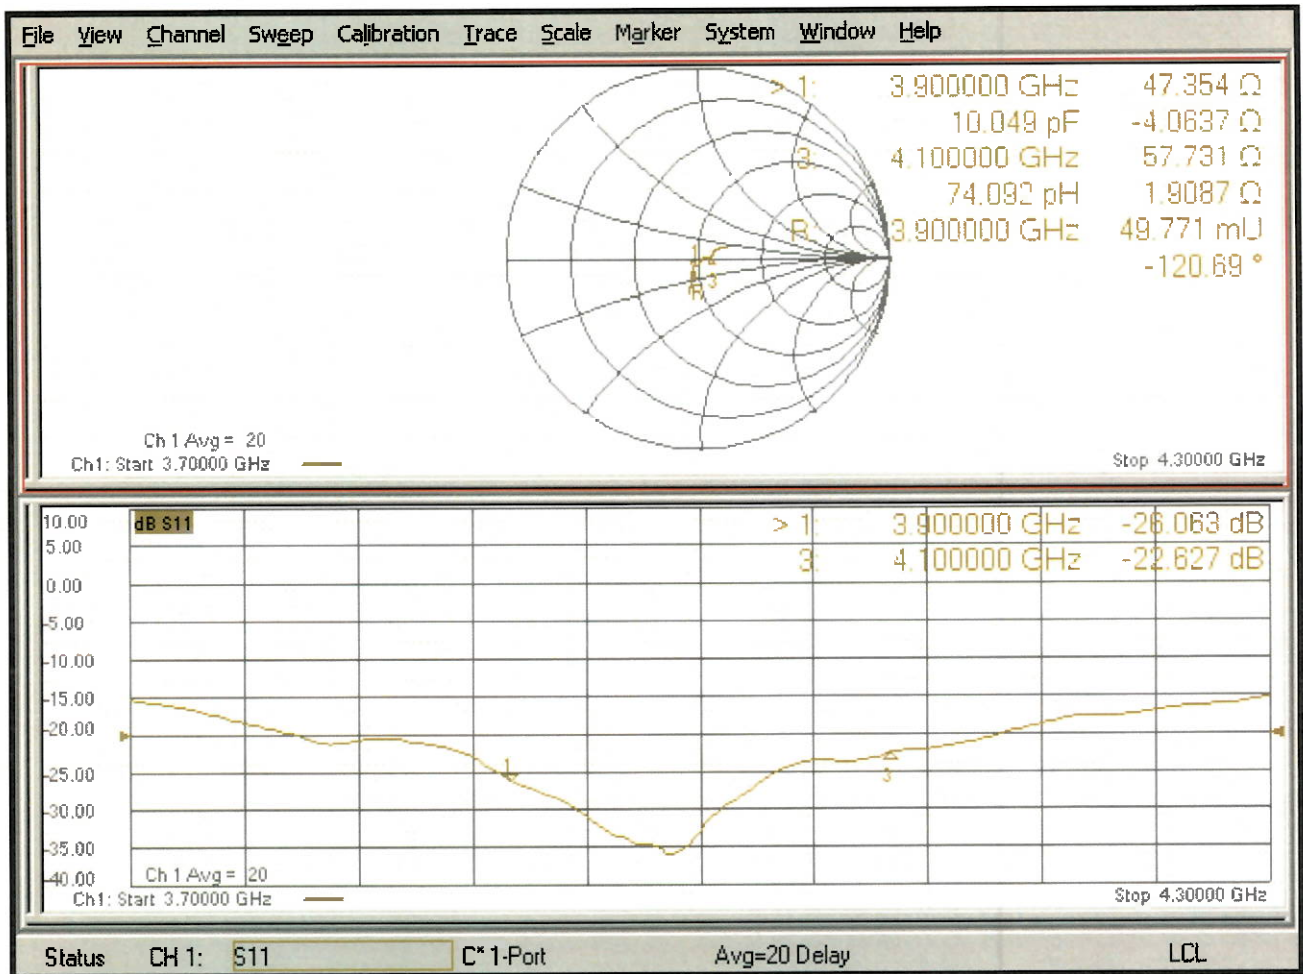 File View Channel Sweep Calibration Trace Scale Marker System Window Help
> 1: 3.900000 GHz 47.354 Ω
10.049 pF -4.0637 Ω
3: 4.100000 GHz 57.731 Ω
74.092 pH 1.9087 Ω
R: 3.900000 GHz 49.771 mU
-120.69 °
1
3
R
Ch 1 Avg = 20
Ch1: Start 3.70000 GHz
Stop 4.30000 GHz
10.00
dB S11
> 1: 3.900000 GHz -26.063 dB
5.00
3: 4.100000 GHz -22.627 dB
0.00
-5.00
-10.00
-15.00
-20.00
1
-25.00
3
-30.00
-35.00
-40.00
Ch 1 Avg = 20
Ch1: Start 3.70000 GHz
Stop 4.30000 GHz
Status CH 1: S11 C* 1-Port Avg=20 Delay LCL